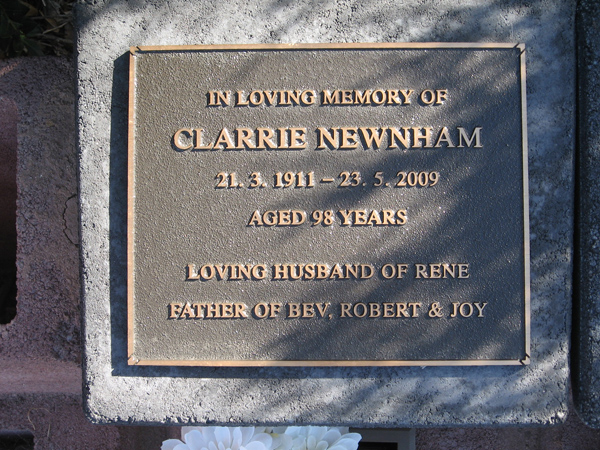 IN LOVING MEMORY OF
CLARRIE NEWNHAM
21. 3. 1911 – 23. 5. 2009
AGED 98 YEARS
LOVING HUSBAND OF RENE
FATHER OF BEV, ROBERT & JOY